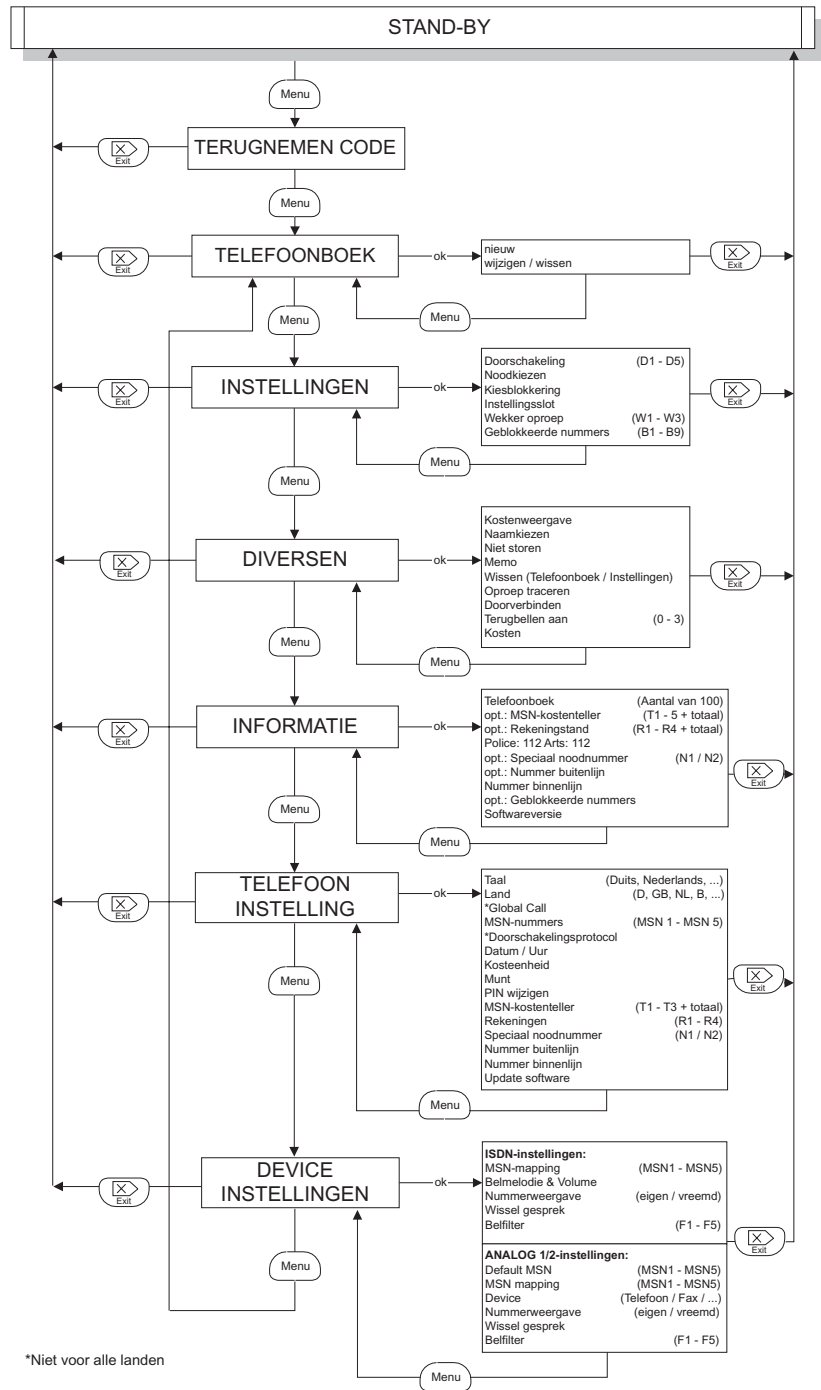 STAND-BY
Menu
Exit
TERUGNEMEN CODE
Menu
Exit
TELEFOONBOEK
ok
nieuw
wijzigen / wissen
Exit
Menu
Menu
Exit
INSTELLINGEN
ok
Doorschakeling (D1 - D5)
Noodkiezen
Kiesblokkering
Instellingsslot
Wekker oproep (W1 - W3)
Geblokkeerde nummers (B1 - B9)
Exit
Menu
Menu
Exit
DIVERSEN
ok
Kostenweergave
Naamkiezen
Niet storen
Memo
Wissen (Telefoonboek / Instellingen)
Oproep traceren
Doorverbinden
Terugbellen aan (0 - 3)
Kosten
Exit
Menu
Menu
Exit
INFORMATIE
ok
Telefoonboek (Aantal van 100)
opt.: MSN-kostenteller (T1 - 5 + totaal)
opt.: Rekeningstand (R1 - R4 + totaal)
Police: 112 Arts: 112
opt.: Speciaal noodnummer (N1 / N2)
opt.: Nummer buitenlijn
Nummer binnenlijn
opt.: Geblokkeerde nummers
Softwareversie
Exit
Menu
Menu
Exit
TELEFOON
INSTELLING
ok
Taal (Duits, Nederlands, ...)
Land (D, GB, NL, B, ...)
*Global Call
MSN-nummers (MSN 1 - MSN 5)
*Doorschakelingsprotocol
Datum / Uur
Kosteenheid
Munt
PIN wijzigen
MSN-kostenteller (T1 - T3 + totaal)
Rekeningen (R1 - R4)
Speciaal noodnummer (N1 / N2)
Nummer buitenlijn
Nummer binnenlijn
Update software
Exit
Menu
Menu
Exit
DEVICE
INSTELLINGEN
ok
ISDN-instellingen:
MSN-mapping (MSN1 - MSN5)
Belmelodie & Volume
Nummerweergave (eigen / vreemd)
Wissel gesprek
Belfilter (F1 - F5)
ANALOG 1/2-instellingen:
Default MSN (MSN1 - MSN5)
MSN mapping (MSN1 - MSN5)
Device (Telefoon / Fax / ...)
Nummerweergave (eigen / vreemd)
Wissel gesprek
Belfilter (F1 - F5)
Exit
Menu
Menu
*Niet voor alle landen